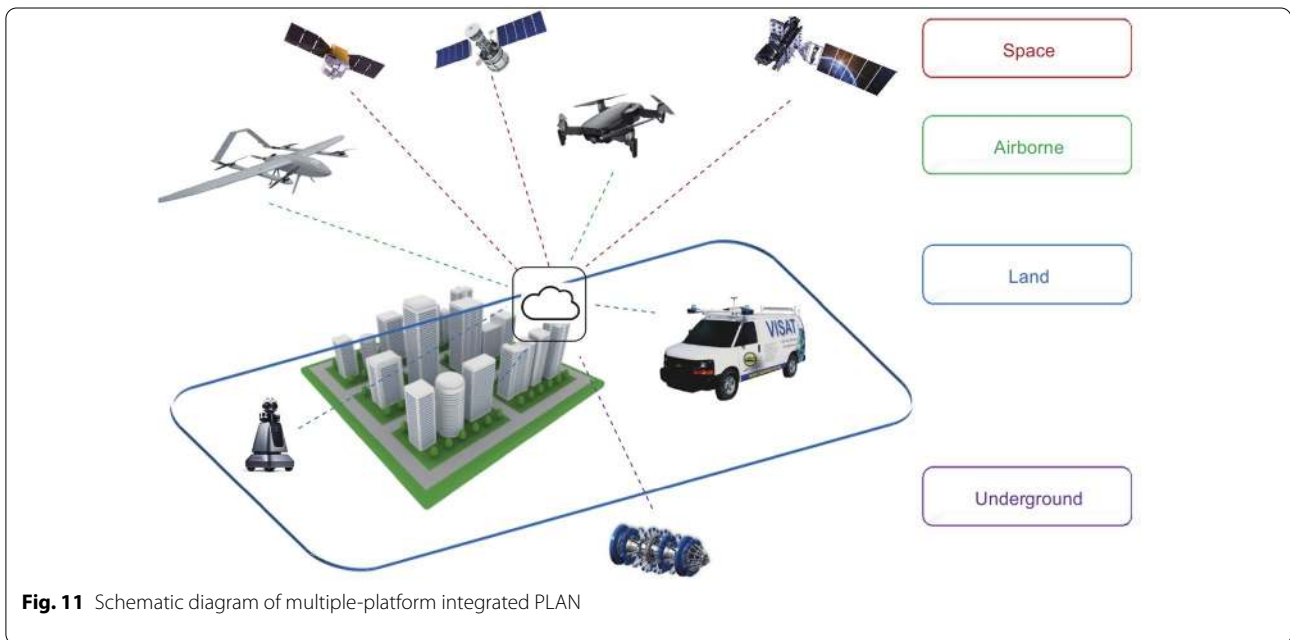 Space
Airborne
Land
VISAT
Underground
Fig. 11 Schematic diagram of multiple-platform integrated PLAN